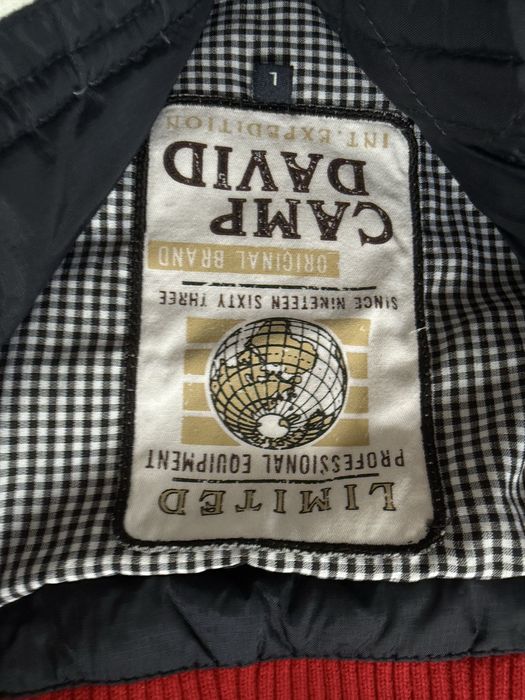 LIMITED
PROFESSIONAL EQUIPMENT
SINCE NINETEEN SIXTY THREE
ORIGINAL BRAND
CAMP
DAVID
INT. EXPEDITION
L